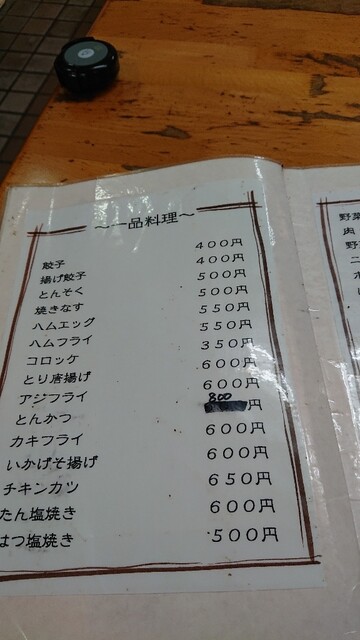 ～一品料理～
餃子 400円
揚げ餃子 400円
とんそく 500円
焼きなす 500円
ハムエッグ 550円
ハムフライ 550円
コロッケ 350円
とり唐揚げ 600円
アジフライ 600円
とんかつ 800円
カキフライ 600円
いかげそ揚げ 600円
チキンカツ 650円
たん塩焼き 600円
はつ塩焼き 500円
野菜
肉